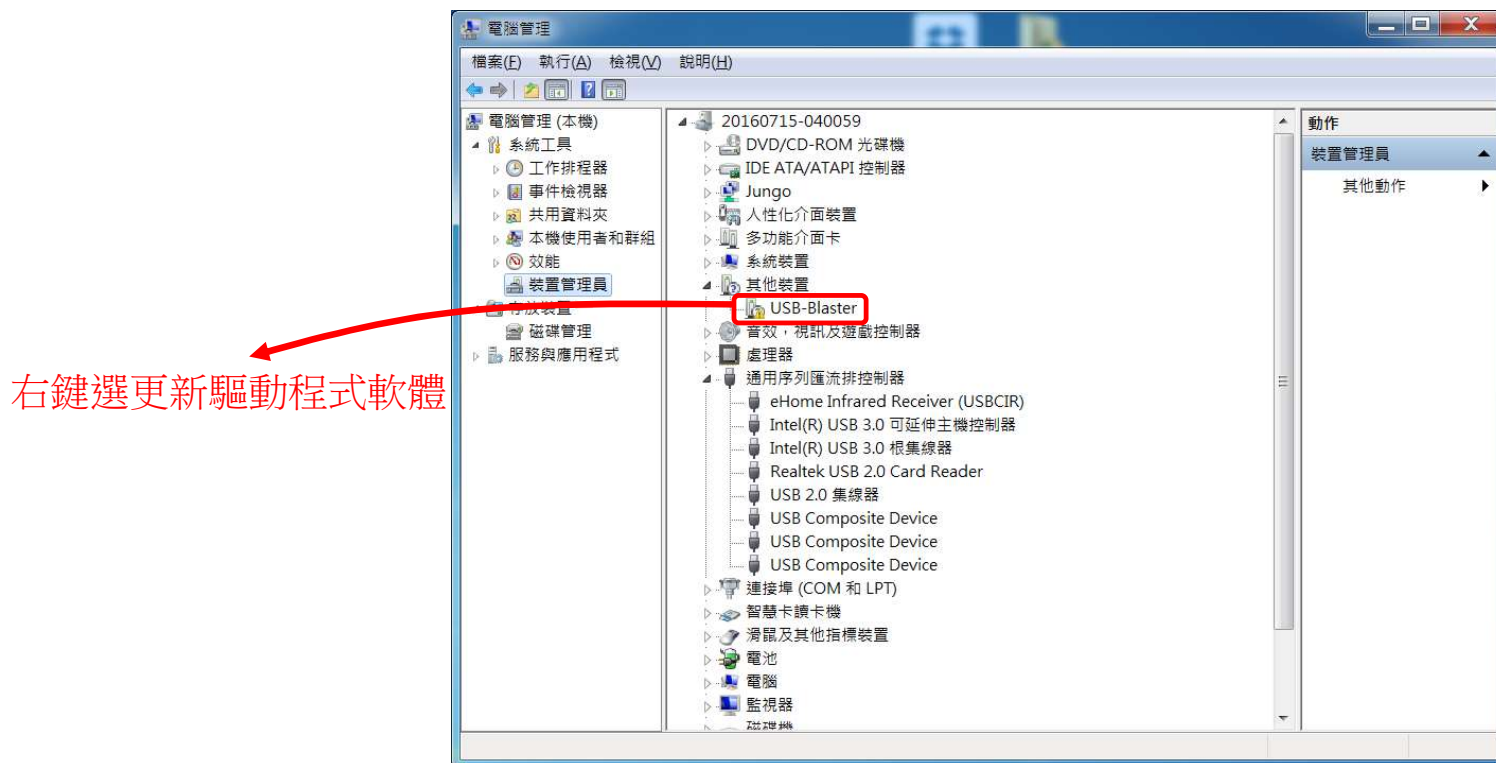 電腦管理
檔案(F) 執行(A) 檢視(V) 說明(H)
電腦管理 (本機)
系統工具
工作排程器
事件檢視器
共用資料夾
本機使用者和群組
效能
裝置管理員
存放裝置
磁碟管理
服務與應用程式
右鍵選更新驅動程式軟體
20160715-040059
DVD/CD-ROM 光碟機
IDE ATA/ATAPI 控制器
Jungo
人性化介面裝置
多功能介面卡
系統裝置
其他裝置
USB-Blaster
音效，視訊及遊戲控制器
處理器
通用序列匯流排控制器
eHome Infrared Receiver (USBCIR)
Intel(R) USB 3.0 可延伸主機控制器
Intel(R) USB 3.0 根集線器
Realtek USB 2.0 Card Reader
USB 2.0 集線器
USB Composite Device
USB Composite Device
USB Composite Device
連接埠 (COM 和 LPT)
智慧卡讀卡機
滑鼠及其他指標裝置
電池
電腦
監視器
磁碟機
動作
裝置管理員
其他動作